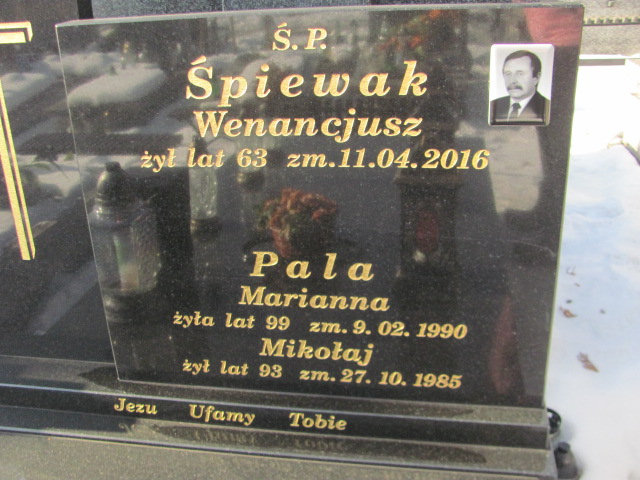 Ś. P.
Śpiewak
Wenancjusz
żył lat 63 zm.11.04.2016
Pala
Marianna
żyła lat 99 zm.9.02.1990
Mikołaj
żył lat 93 zm.27.10.1985
Jezu Ufamy Tobie